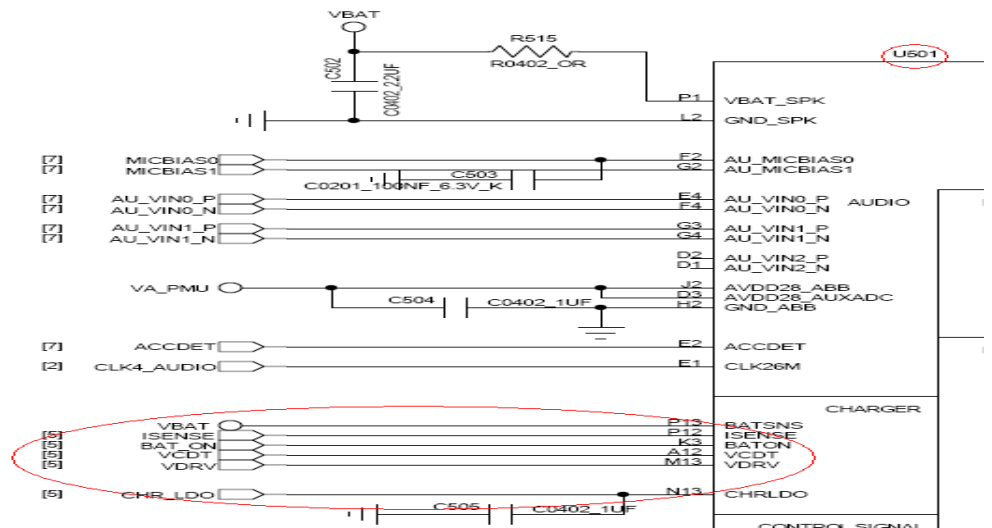 VBAT
R515
R0402_OR
C502
C0402_22UF
U501
P1 VBAT_SPK
L2 GND_SPK
[7] MICBIAS0 F2 AU_MICBIAS0
[7] MICBIAS1 G2 AU_MICBIAS1
C503
C0201_100NF_6.3V_K
[7] AU_VIN0_P E4 AU_VIN0_P AUDIO
[7] AU_VIN0_N F4 AU_VIN0_N
[7] AU_VIN1_P G3 AU_VIN1_P
[7] AU_VIN1_N G4 AU_VIN1_N
D2 AU_VIN2_P
D1 AU_VIN2_N
VA_PMU J2 AVDD28_ABB
D3 AVDD28_AUXADC
C504 C0402_1UF H2 GND_ABB
[7] ACCDET E2 ACCDET
[2] CLK4_AUDIO E1 CLK26M
CHARGER
VBAT P13 BATSNS
[5] ISENSE P12 ISENSE
[5] BAT_ON K3 BATON
[5] VCDT A12 VCDT
[5] VDRV M13 VDRV
[5] CHR_LDO N13 CHRLDO
C505 C0402_1UF
CONTROL SIGNAL